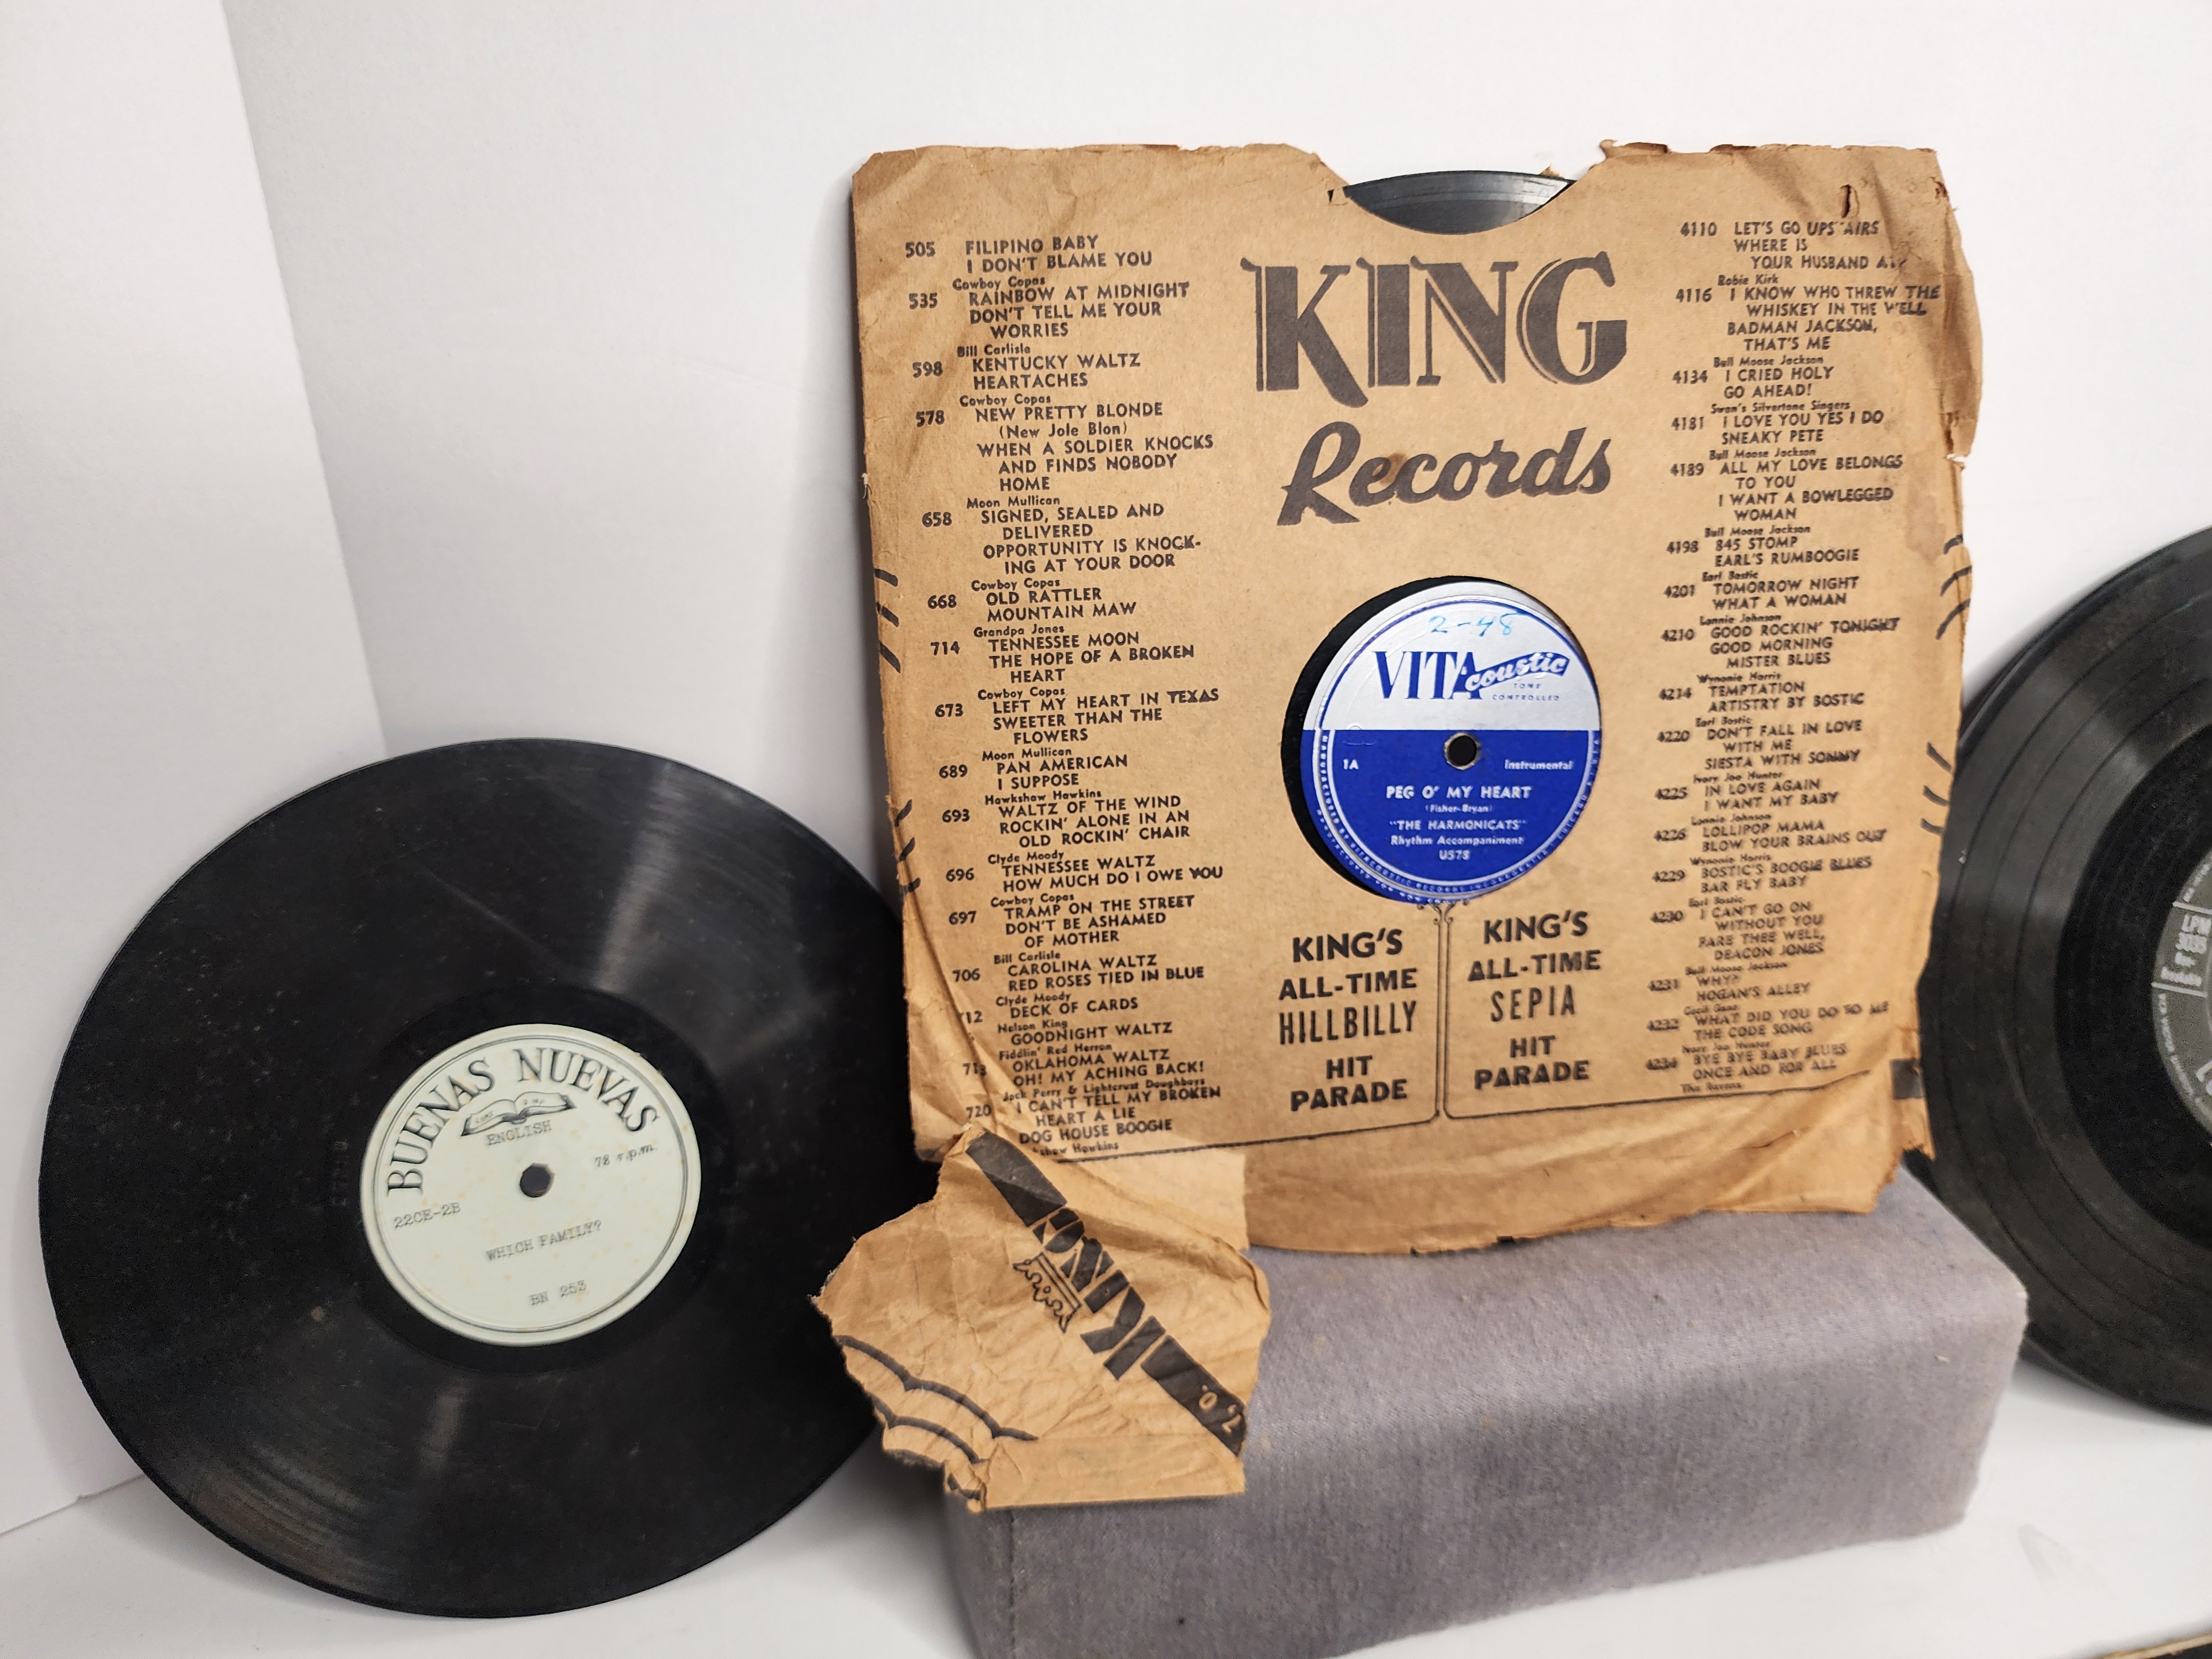 BUENAS NUEVAS
ENGLISH
78 r.p.m.
22CE-2B
WHICH FAMILY?
BN 253
505 FILIPINO BABY
I DON'T BLAME YOU
Cowboy Copas
535 RAINBOW AT MIDNIGHT
DON'T TELL ME YOUR
WORRIES
Bill Carlisle
598 KENTUCKY WALTZ
HEARTACHES
Cowboy Copas
578 NEW PRETTY BLONDE
(New Jole Blon)
WHEN A SOLDIER KNOCKS
AND FINDS NOBODY
HOME
Moon Mullican
658 SIGNED, SEALED AND
DELIVERED
OPPORTUNITY IS KNOCK-
ING AT YOUR DOOR
Cowboy Copas
668 OLD RATTLER
MOUNTAIN MAW
Grandpa Jones
714 TENNESSEE MOON
THE HOPE OF A BROKEN
HEART
Cowboy Copas
673 LEFT MY HEART IN TEXAS
SWEETER THAN THE
FLOWERS
Moon Mullican
689 PAN AMERICAN
I SUPPOSE
Hawkshaw Hawkins
693 WALTZ OF THE WIND
ROCKIN' ALONE IN AN
OLD ROCKIN' CHAIR
Clyde Moody
696 TENNESSEE WALTZ
HOW MUCH DO I OWE YOU
Cowboy Copas
697 TRAMP ON THE STREET
DON'T BE ASHAMED
OF MOTHER
Bill Carlisle
706 CAROLINA WALTZ
RED ROSES TIED IN BLUE
Clyde Moody
12 DECK OF CARDS
Nelson King
GOODNIGHT WALTZ
Fiddlin' Red Herron
713 OKLAHOMA WALTZ
OH! MY ACHING BACK!
Jack Perry & Lightcrust Doughboys
720 I CAN'T TELL MY BROKEN
HEART A LIE
DOG HOUSE BOOGIE
Hawkins
KING
Records
2-48
VITAcoustic
TONE
CONTROLLED
1A Instrumental
PEG O' MY HEART
(Fisher-Bryan)
"THE HARMONICATS"
Rhythm Accompaniment
U578
KING'S
ALL-TIME
HILLBILLY
HIT
PARADE
KING'S
ALL-TIME
SEPIA
HIT
PARADE
4110 LET'S GO UPS AIRS
WHERE IS
YOUR HUSBAND AT
Robie Kirk
4116 I KNOW WHO THREW THE
WHISKEY IN THE WELL
BADMAN JACKSON,
THAT'S ME
Bull Moose Jackson
4134 I CRIED HOLY
GO AHEAD!
Swan's Silvertone Singers
4181 I LOVE YOU YES I DO
SNEAKY PETE
Bull Moose Jackson
4189 ALL MY LOVE BELONGS
TO YOU
I WANT A BOWLEGGED
WOMAN
Bull Moose Jackson
4198 845 STOMP
EARL'S RUMBOOGIE
Earl Bostic
4201 TOMORROW NIGHT
WHAT A WOMAN
Lonnie Johnson
4210 GOOD ROCKIN' TONIGHT
GOOD MORNING
MISTER BLUES
Wynonie Harris
4214 TEMPTATION
ARTISTRY BY BOSTIC
Earl Bostic
4220 DON'T FALL IN LOVE
WITH ME
SIESTA WITH SONNY
Ivory Joe Hunter
4225 IN LOVE AGAIN
I WANT MY BABY
Lonnie Johnson
4226 LOLLIPOP MAMA
BLOW YOUR BRAINS OUT
Wynonie Harris
4229 BOSTIC'S BOOGIE BLUES
BAR FLY BABY
Earl Bostic
4230 I CAN'T GO ON
WITHOUT YOU
FARE THEE WELL,
DEACON JONES
Bull Moose Jackson
4231 WHY?
HOGAN'S ALLEY
Cecil Gant
4232 WHAT DID YOU DO TO ME
THE CODE SONG
Ivory Joe Hunter
4234 BYE BYE BABY BLUES
ONCE AND FOR ALL
The Ravens
KING